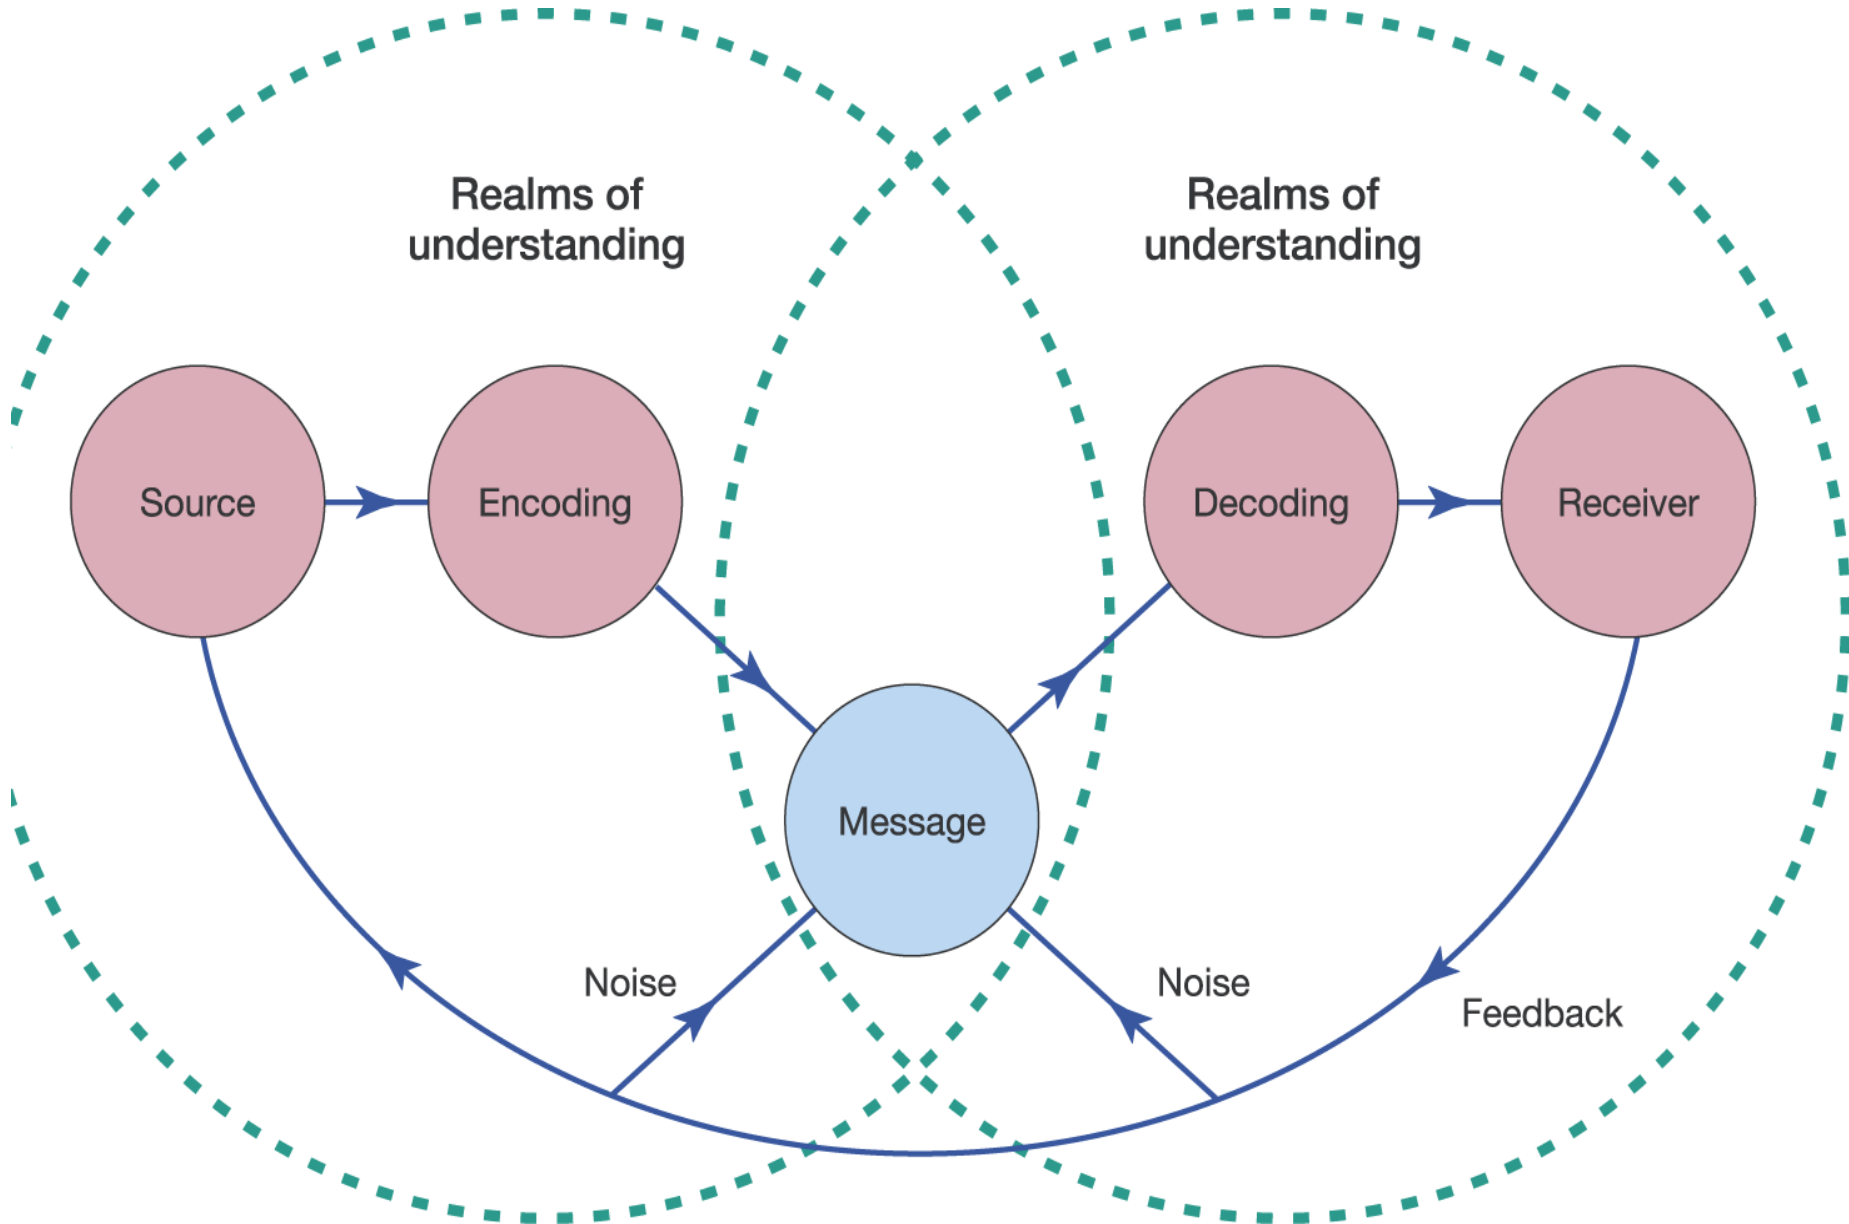 Realms of
understanding
Realms of
understanding
Source
Encoding
Decoding
Receiver
Message
Noise
Noise
Feedback